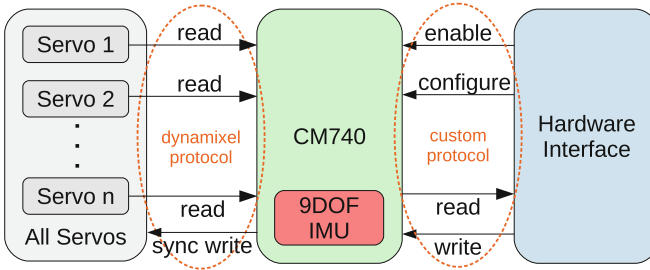 Servo 1
read
enable
Servo 2
read
configure
dynamixel
protocol
CM740
custom
protocol
Hardware
Interface
Servo n
read
9DOF
IMU
read
All Servos
sync write
write